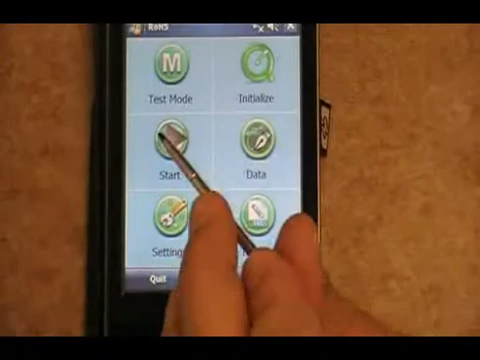 RoHS
M
Test Mode
Initialize
Start
Data
Setting
Quit